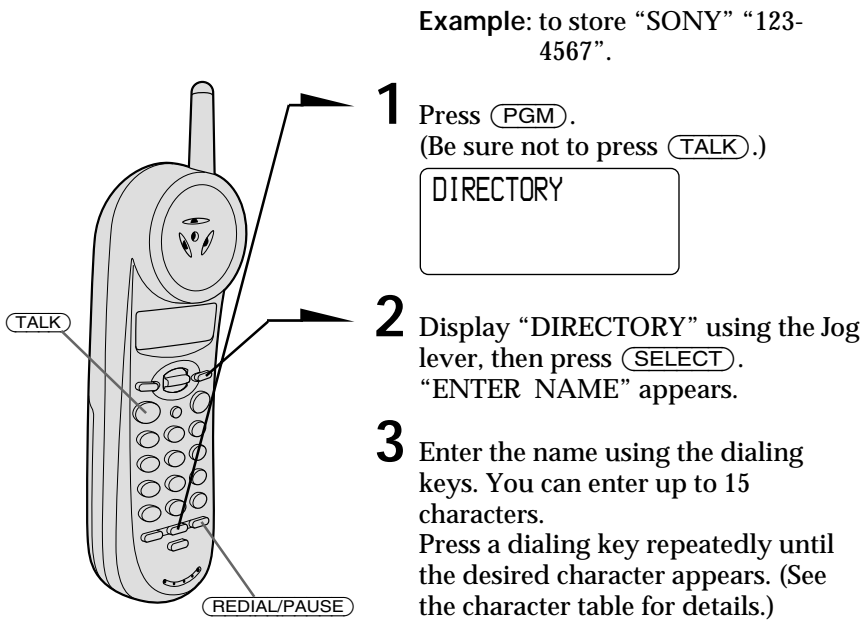 Example: to store “SONY” “123-
4567”.
1 Press (PGM).
(Be sure not to press (TALK).)
DIRECTORY
2 Display “DIRECTORY” using the Jog
lever, then press (SELECT).
“ENTER NAME” appears.
3 Enter the name using the dialing
keys. You can enter up to 15
characters.
Press a dialing key repeatedly until
the desired character appears. (See
the character table for details.)
TALK
REDIAL/PAUSE